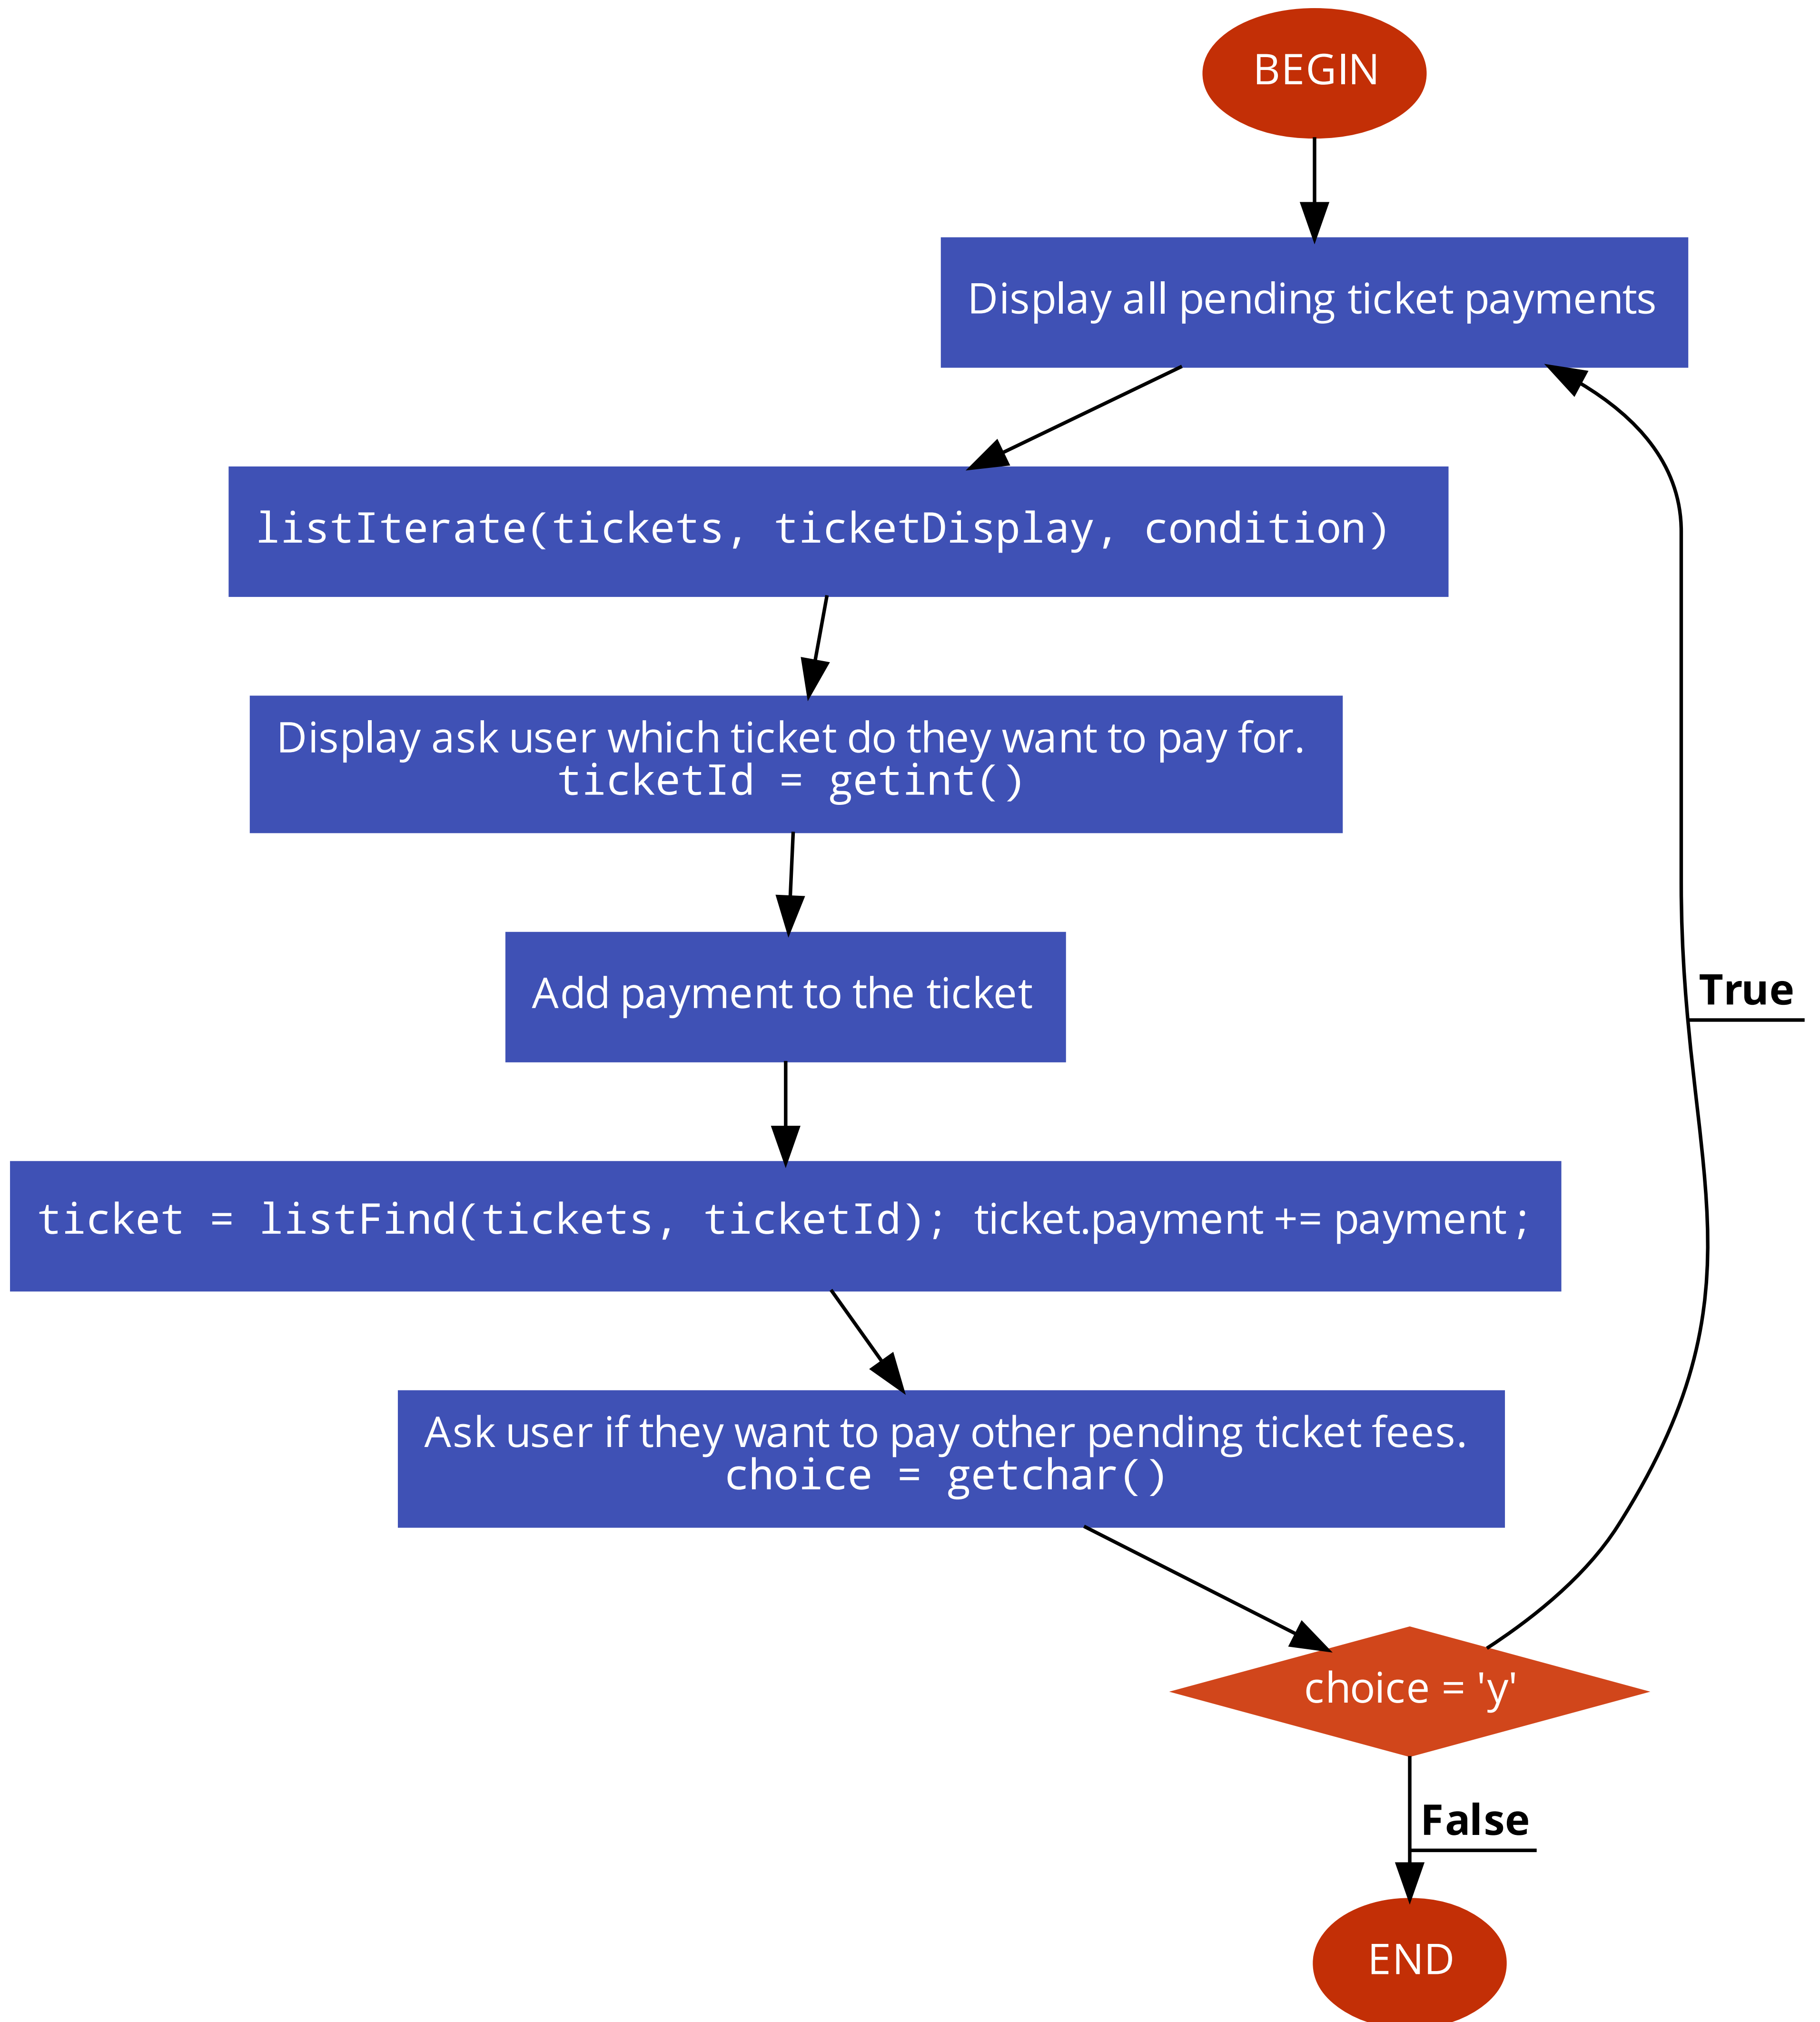 BEGIN
Display all pending ticket payments
listIterate(tickets, ticketDisplay, condition)
Display ask user which ticket do they want to pay for.
ticketId = getint()
Add payment to the ticket
True
ticket = listFind(tickets, ticketId); ticket.payment += payment;
Ask user if they want to pay other pending ticket fees.
choice = getchar()
choice = 'y'
False
END